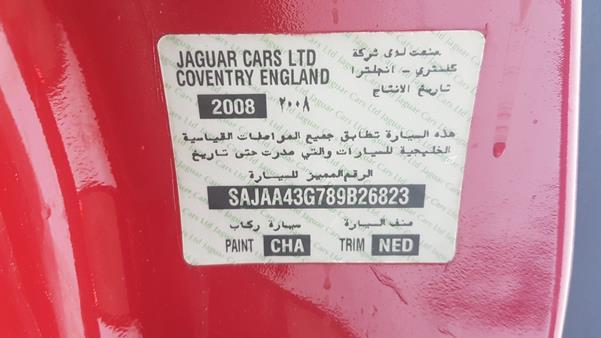 JAGUAR CARS LTD صنعت لدى شركة
COVENTRY ENGLAND كفنتري - انجلترا
تاريخ الانتاج
2008 ٢٠٠٨
هذه السيارة تطابق جميع المواصفات القياسية
الخليجية للسيارات والتي صدرت حتى تاريخ
الرقم المميز للسيارة
SAJAA43G789B26823
صنف السيارة سيارة ركاب
PAINT CHA TRIM NED